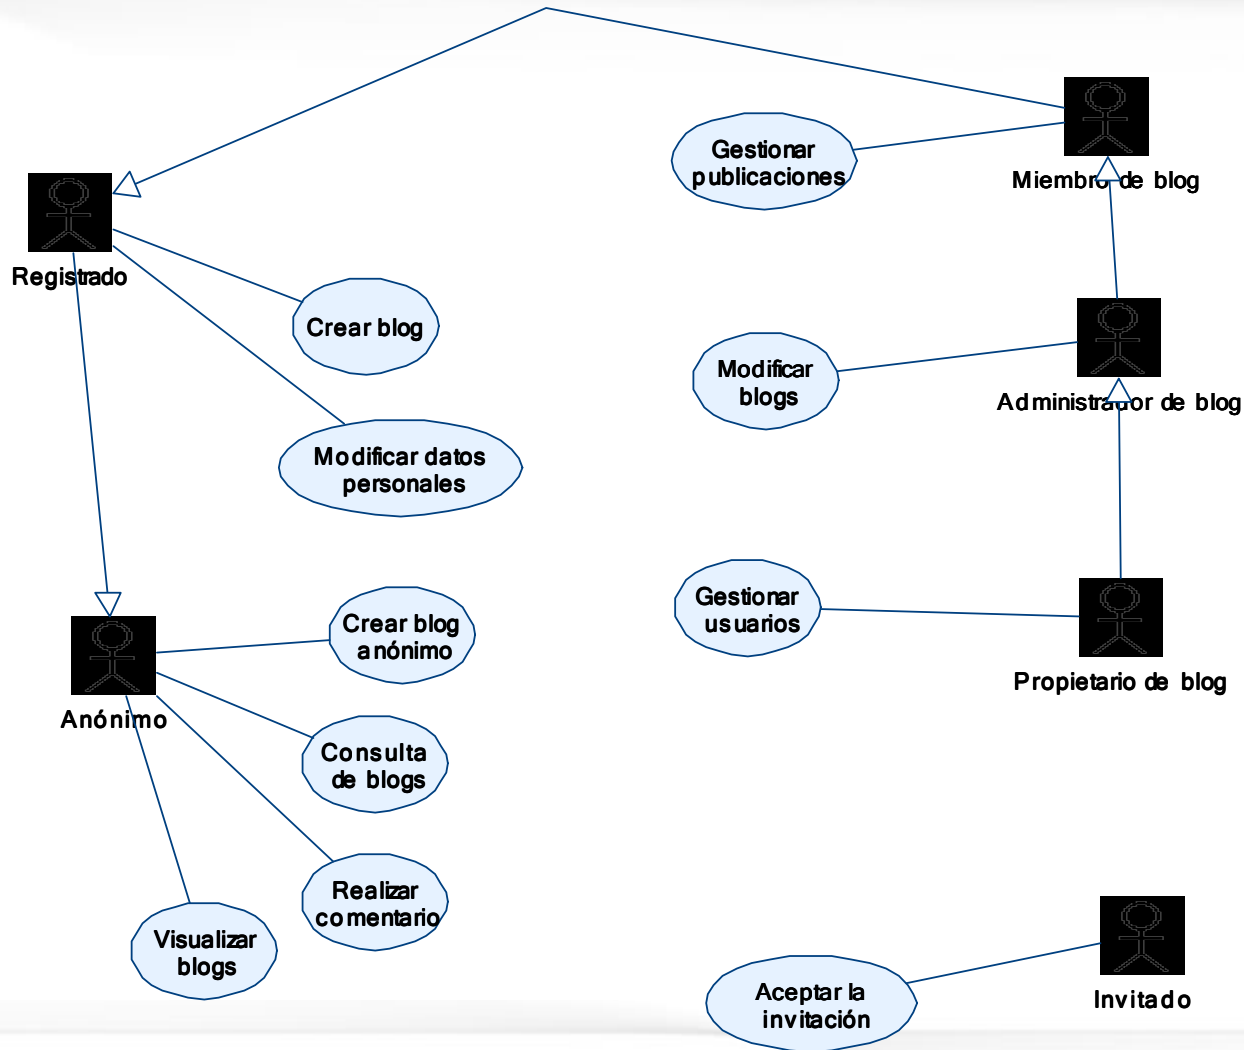 Gestionar
publicaciones
Miembro de blog
Registrado
Crear blog
Modificar
blogs
Administrador de blog
Modificar datos
personales
Gestionar
usuarios
Propietario de blog
Crear blog
anónimo
Anónimo
Consulta
de blogs
Realizar
comentario
Visualizar
blogs
Aceptar la
invitación
Invitado